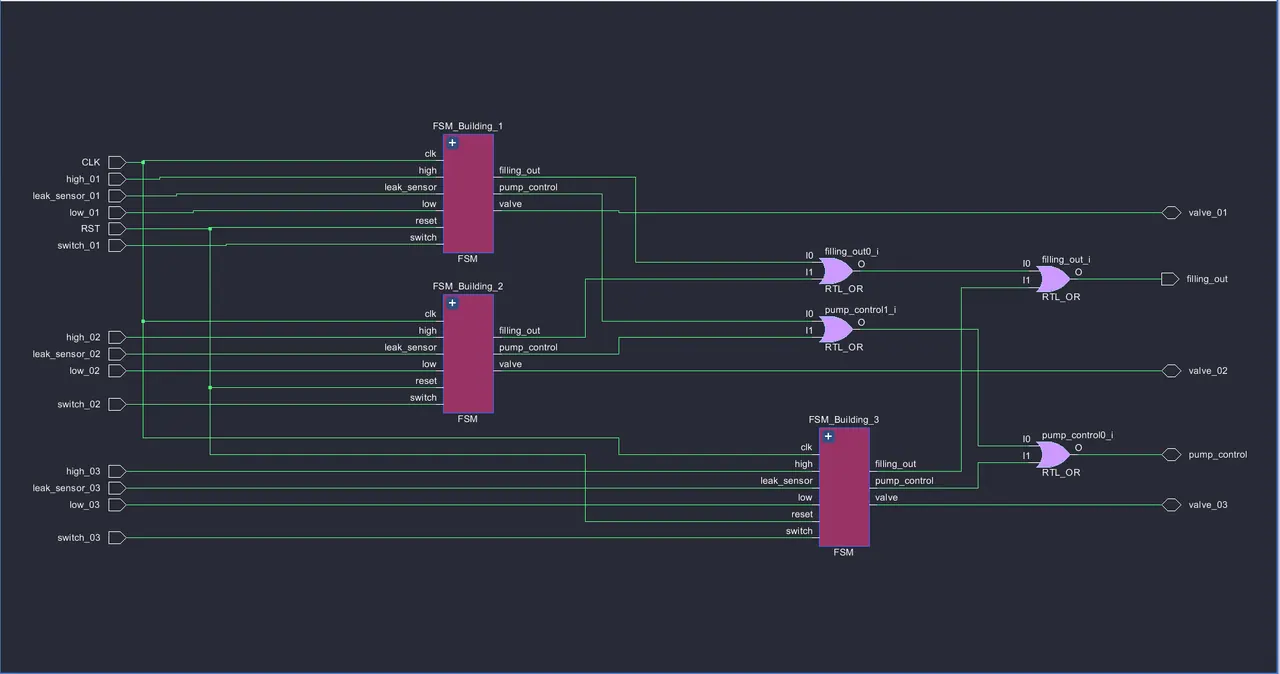 FSM_Building_1
CLK
high_01
leak_sensor_01
low_01
RST
switch_01
clk
high
leak_sensor
low
reset
switch
filling_out
pump_control
valve
FSM
valve_01
FSM_Building_2
high_02
leak_sensor_02
low_02
switch_02
clk
high
leak_sensor
low
reset
switch
filling_out
pump_control
valve
FSM
filling_out0_i
I0
I1
O
RTL_OR
filling_out_i
I0
I1
O
RTL_OR
filling_out
pump_control1_i
I0
I1
O
RTL_OR
valve_02
FSM_Building_3
high_03
leak_sensor_03
low_03
switch_03
clk
high
leak_sensor
low
reset
switch
filling_out
pump_control
valve
FSM
pump_control0_i
I0
I1
O
RTL_OR
pump_control
valve_03